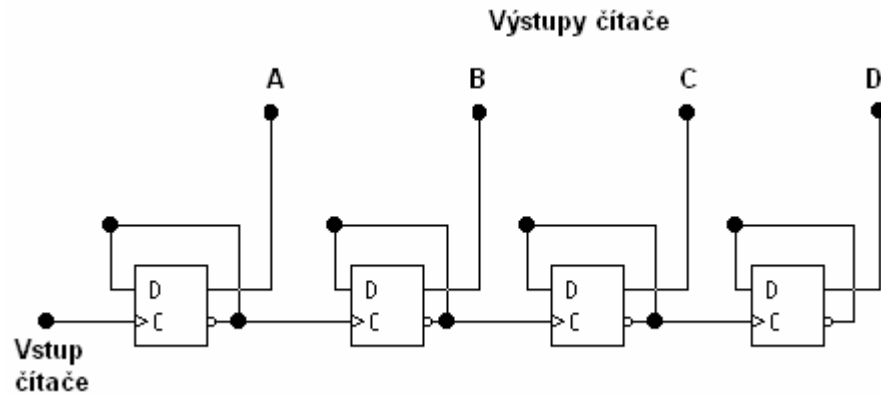 Výstupy čítače
A B C D
D D D D
C C C C
Vstup
čítače